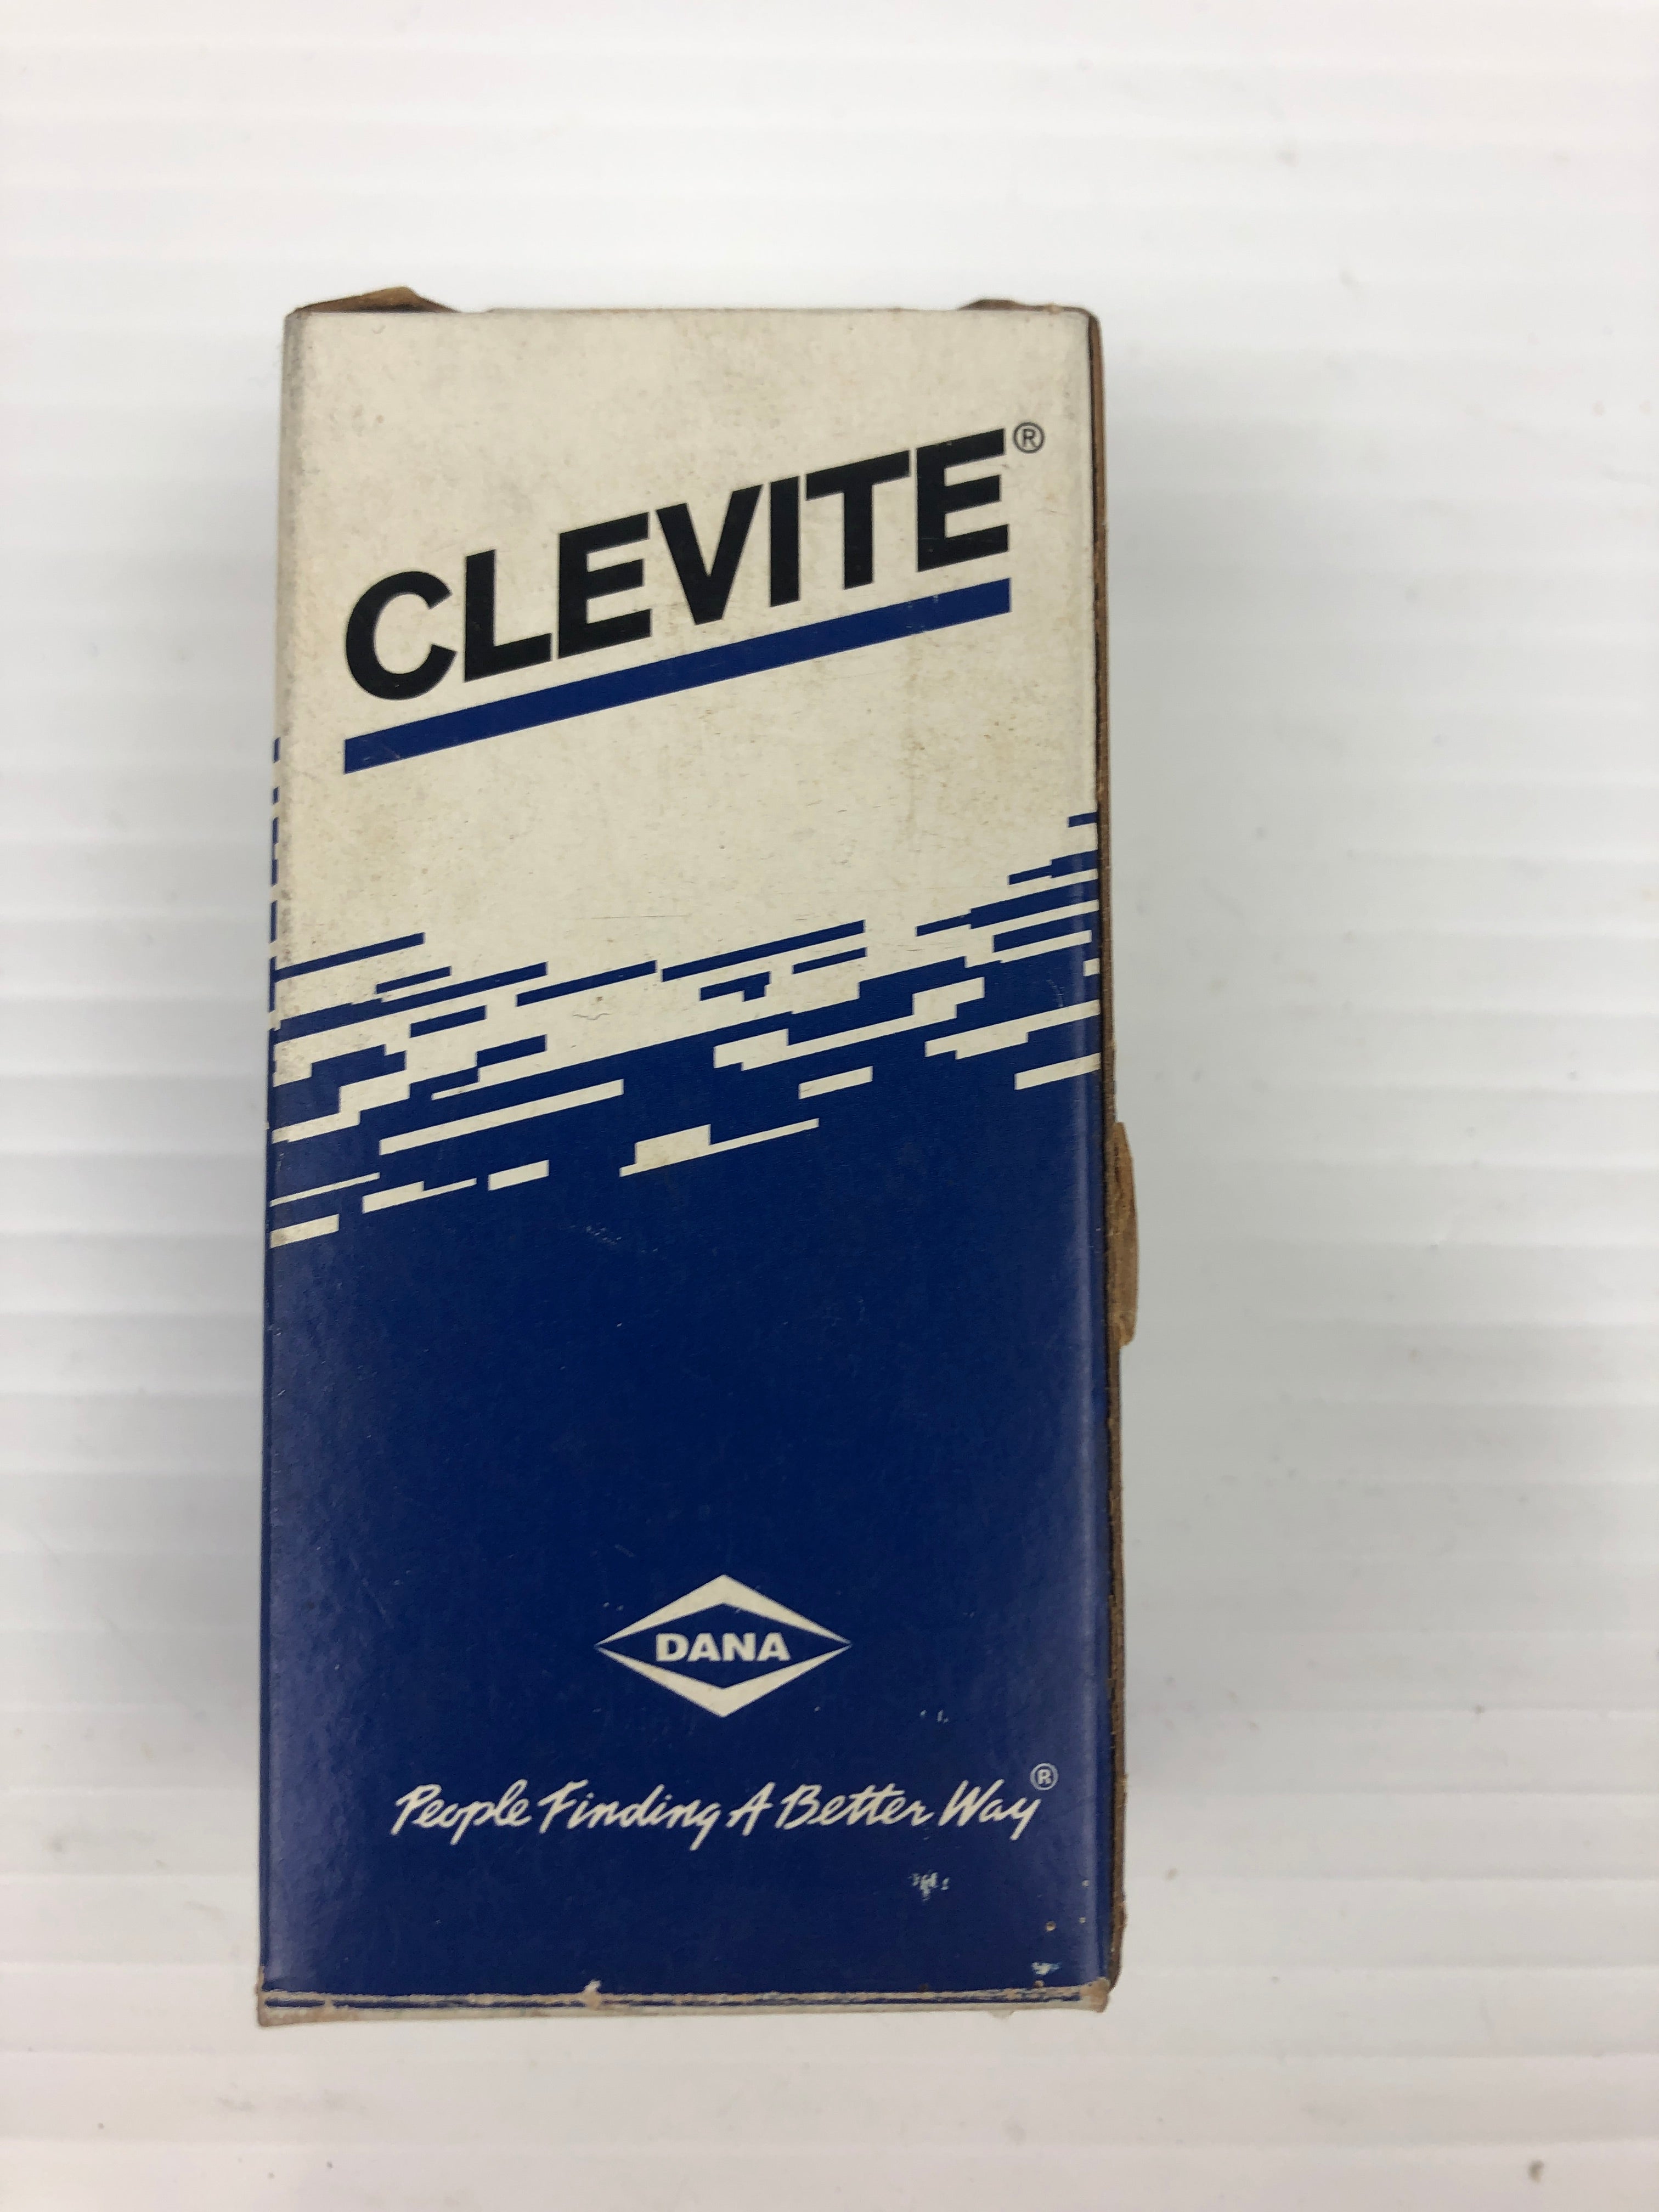 CLEVITE®
DANA
People Finding A Better Way®